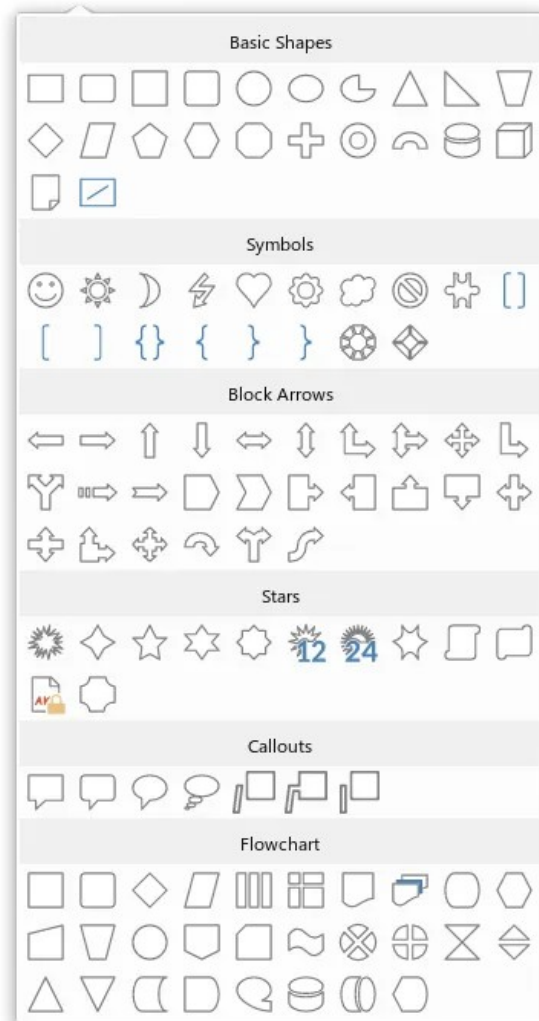 Basic Shapes
Symbols
Block Arrows
Stars
12 24
Callouts
Flowchart